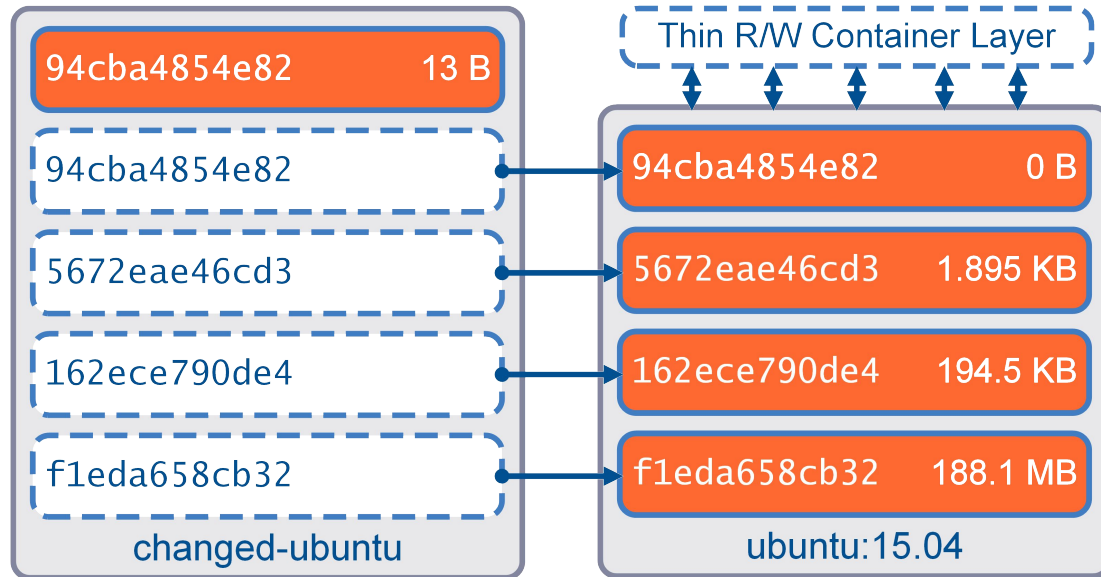 94cba4854e82 13 B
94cba4854e82
5672eae46cd3
162ece790de4
f1eda658cb32
changed-ubuntu
Thin R/W Container Layer
94cba4854e82 0 B
5672eae46cd3 1.895 KB
162ece790de4 194.5 KB
f1eda658cb32 188.1 MB
ubuntu:15.04